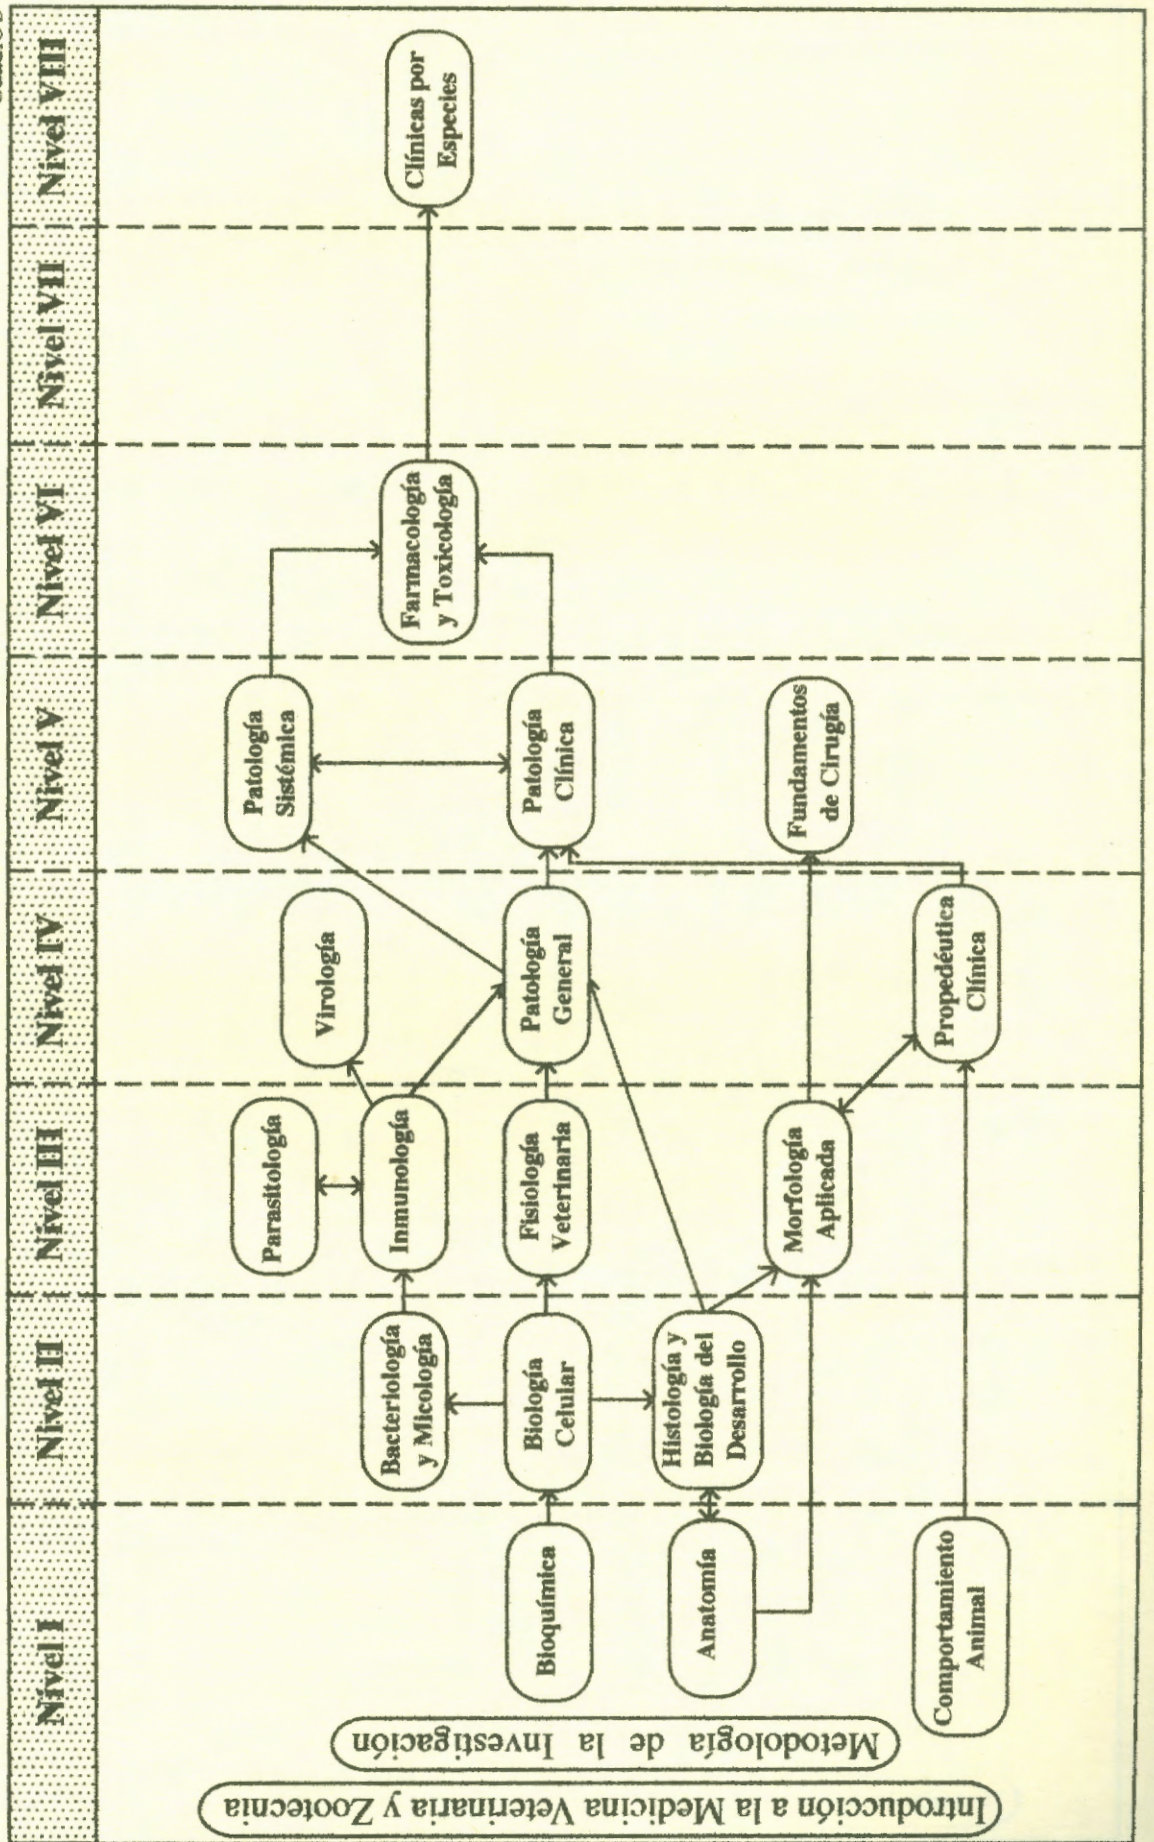 Nivel I
Nivel II
Nivel III
Nivel IV
Nivel V
Nivel VI
Nivel VII
Nivel VIII
Introducción a la Medicina Veterinaria y Zootecnia
Metodología de la Investigación
Bioquímica
Anatomía
Comportamiento
Animal
Bacteriología
y Micología
Biología
Celular
Histología y
Biología del
Desarrollo
Parasitología
Inmunología
Fisiología
Veterinaria
Morfología
Aplicada
Virología
Patología
General
Propedéutica
Clínica
Patología
Sistémica
Patología
Clínica
Fundamentos
de Cirugía
Farmacología
y Toxicología
Clínicas por
Especies